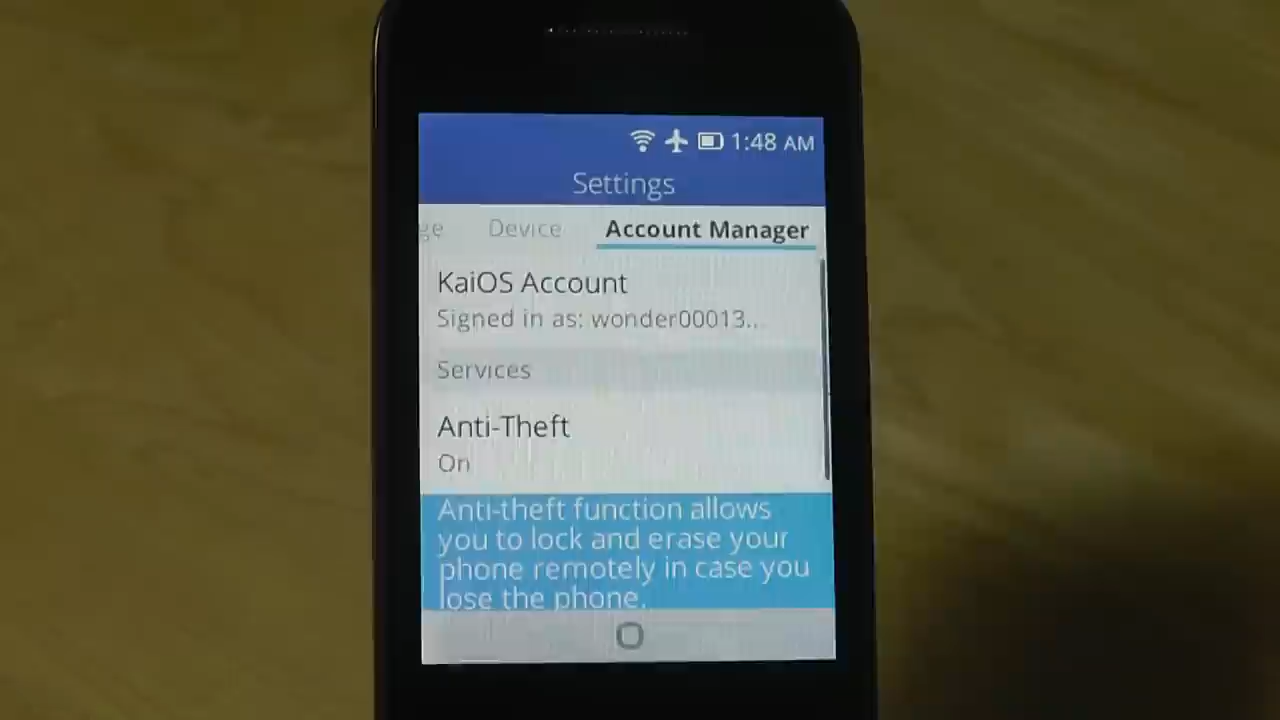 1:48 AM
Settings
ge Device Account Manager
KaiOS Account
Signed in as: wonder00013...
Services
Anti-Theft
On
Anti-theft function allows
you to lock and erase your
phone remotely in case you
lose the phone.